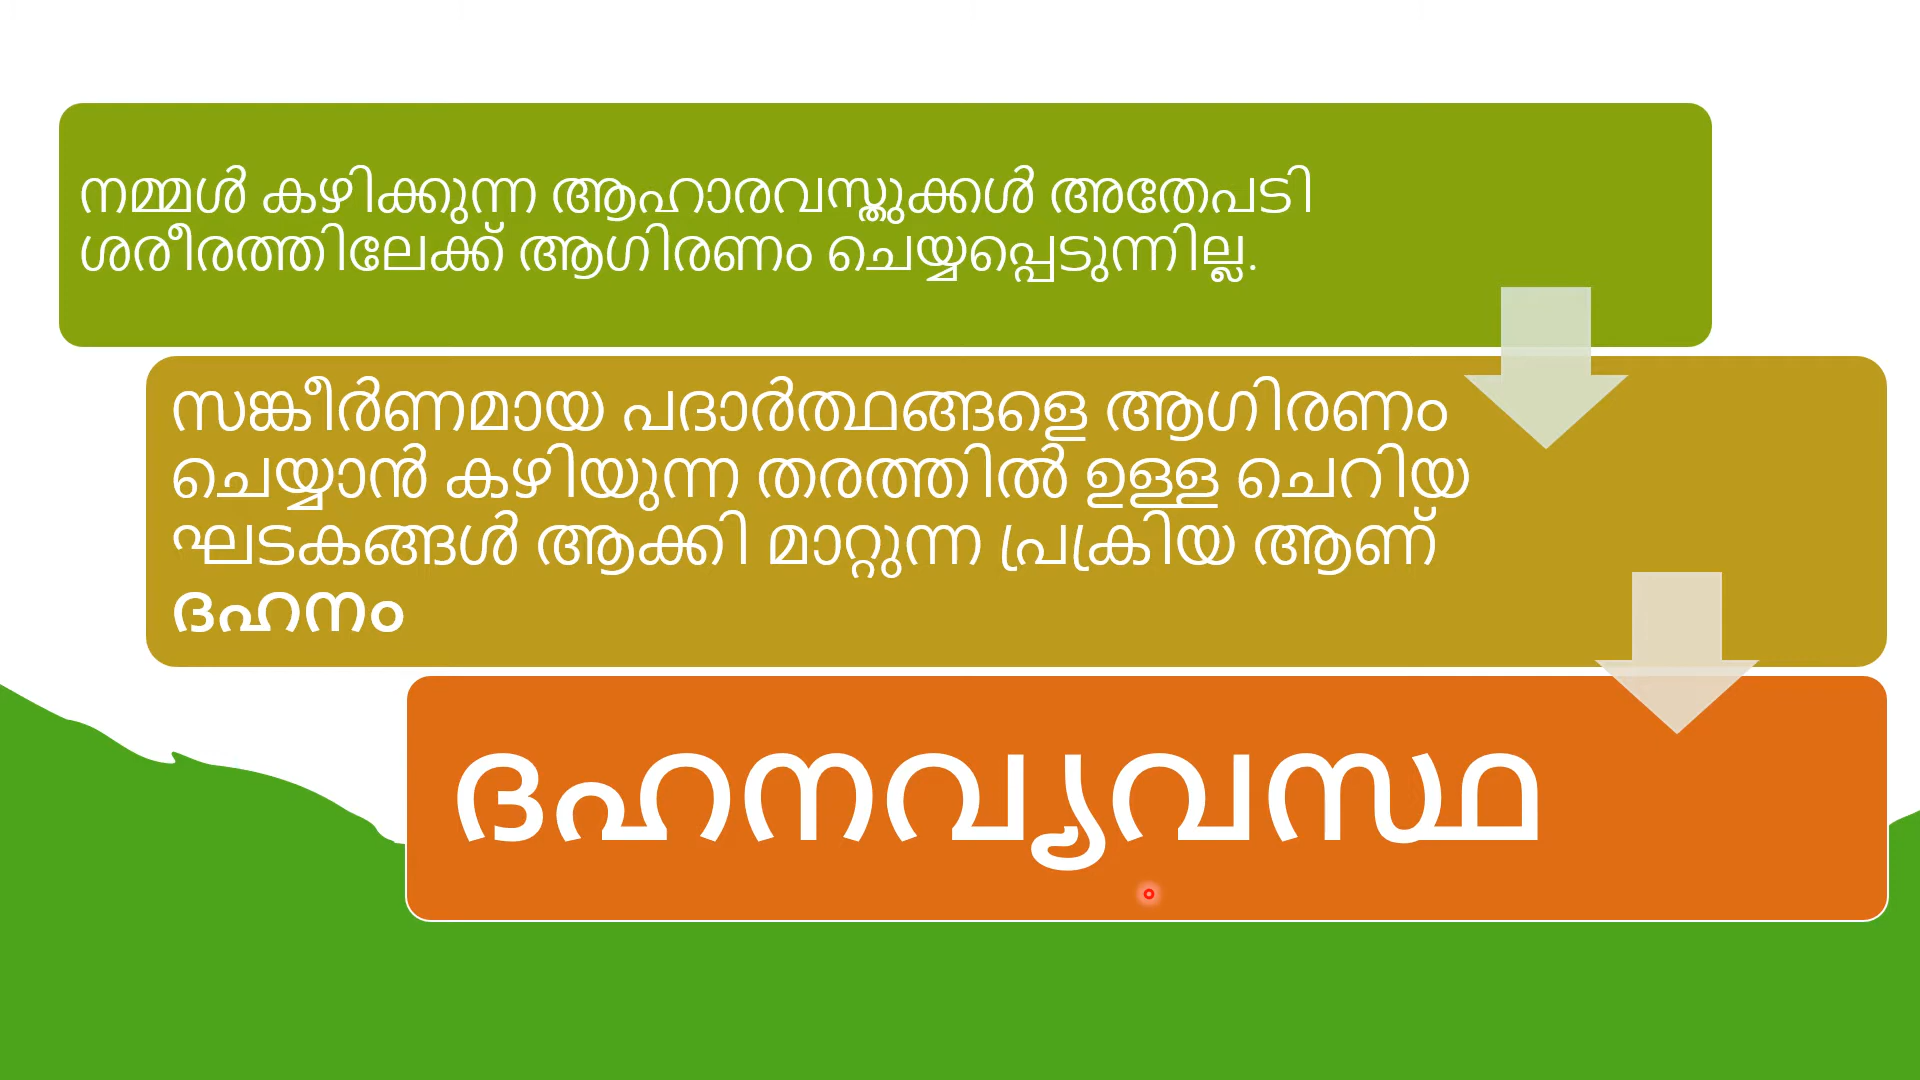 നമ്മൾ കഴിക്കുന്ന ആഹാരവസ്തുക്കൾ അതേപടി
ശരീരത്തിലേക്ക് ആഗിരണം ചെയ്യപ്പെടുന്നില്ല.
സങ്കീർണമായ പദാർത്ഥങ്ങളെ ആഗിരണം
ചെയ്യാൻ കഴിയുന്ന തരത്തിൽ ഉള്ള ചെറിയ
ഘടകങ്ങൾ ആക്കി മാറ്റുന്ന പ്രക്രിയ ആണ്
ദഹനം
ദഹനവ്യവസ്ഥ